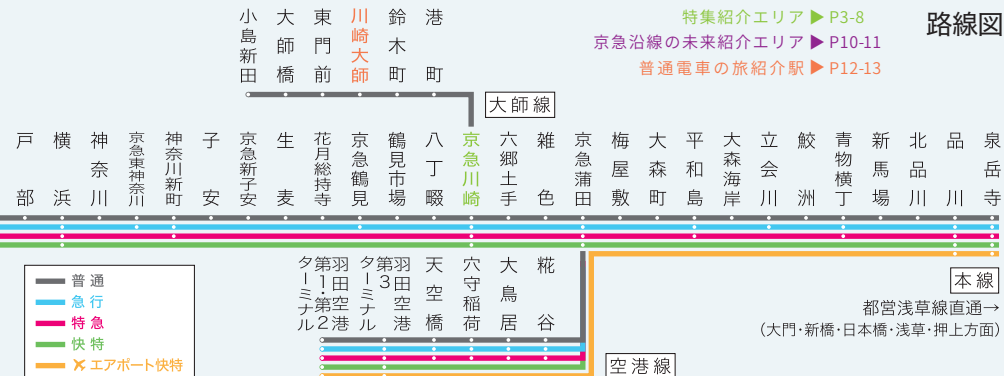 路線図
特集紹介エリア ▶ P3-8
京急沿線の未来紹介エリア ▶ P10-11
普通電車の旅紹介駅 ▶ P12-13
小島新田
大師橋
東門前
川崎大師
鈴木町
港町
大師線
戸部
横浜
神奈川
京急東神奈川
神奈川新町
子安
京急新子安
生麦
花月総持寺
京急鶴見
鶴見市場
八丁畷
京急川崎
六郷土手
雑色
京急蒲田
梅屋敷
大森町
平和島
大森海岸
立会川
鮫洲
青物横丁
新馬場
北品川
品川
泉岳寺
羽田空港
第1・第2
ターミナル
羽田空港
第3
ターミナル
天空橋
穴守稲荷
大鳥居
糀谷
本線
都営浅草線直通→
(大門・新橋・日本橋・浅草・押上方面)
空港線
普通
急行
特急
快特
エアポート快特